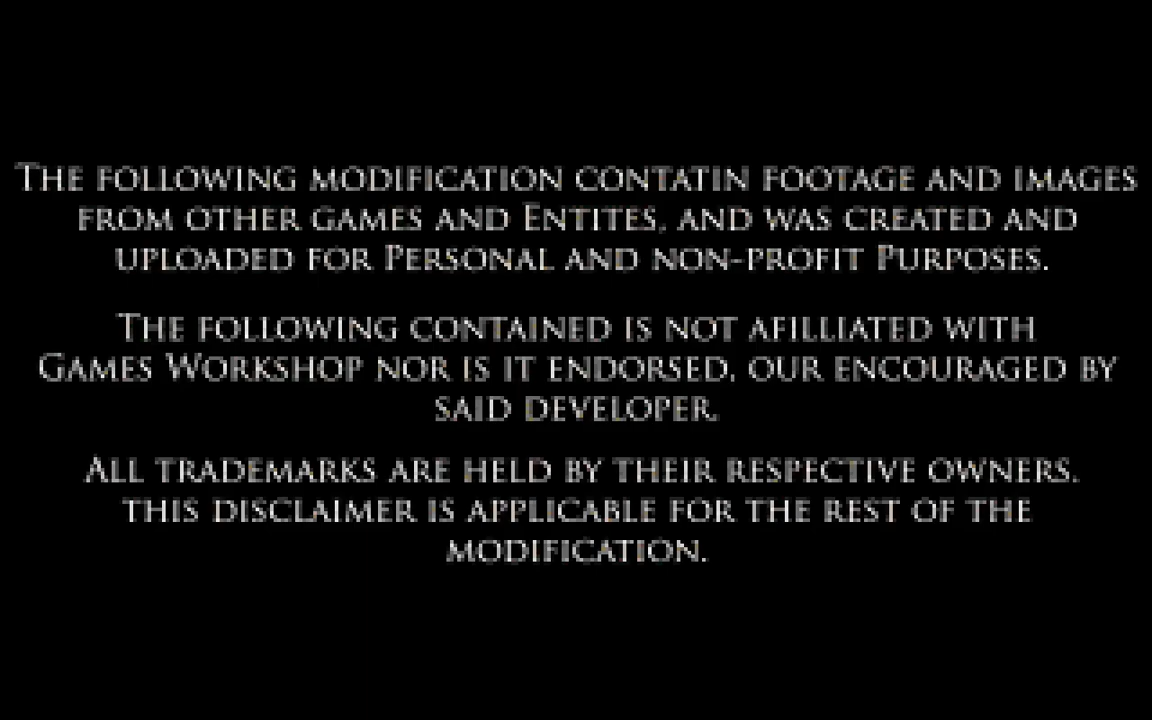 The following modification contatin footage and images
from other games and Entites, and was created and
uploaded for Personal and non-profit Purposes.
The following contained is not afilliated with
Games Workshop nor is it endorsed, our encouraged by
said developer.
All trademarks are held by their respective owners.
this disclaimer is applicable for the rest of the
modification.